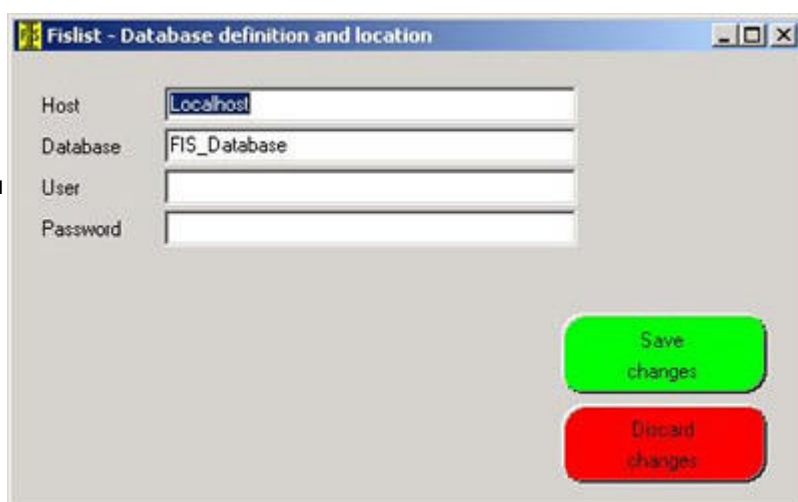 Fislist - Database definition and location
Host Localhost
Database FIS_Database
User
Password
Save
changes
Discard
changes